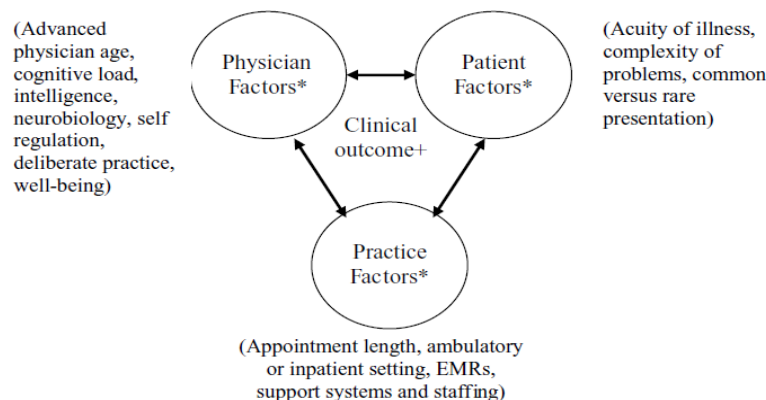 (Advanced
physician age,
cognitive load,
intelligence,
neurobiology, self
regulation,
deliberate practice,
well-being)
Physician
Factors*
Patient
Factors*
(Acuity of illness,
complexity of
problems, common
versus rare
presentation)
Clinical
outcome+
Practice
Factors*
(Appointment length, ambulatory
or inpatient setting, EMRs,
support systems and staffing)